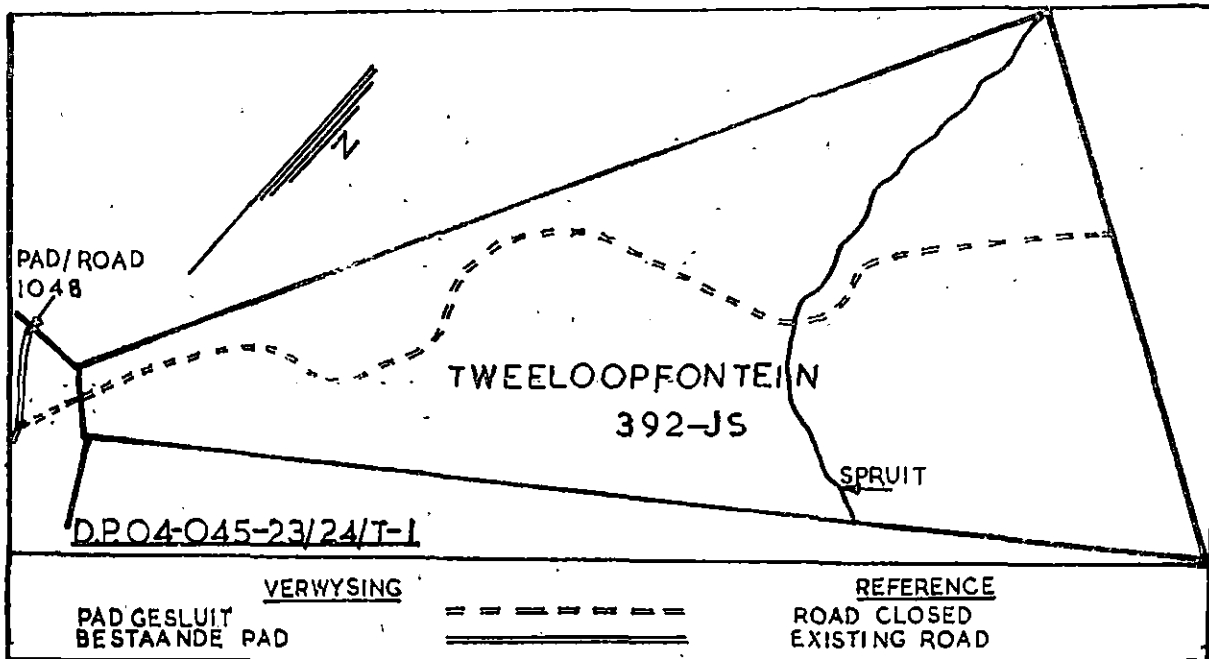 N
PAD/ROAD
1048
TWEELOOPFONTEIN
392-JS
SPRUIT
D.P.04-045-23/24/T-1
VERWYSING REFERENCE
PAD GESLUIT ROAD CLOSED
BESTAANDE PAD EXISTING ROAD